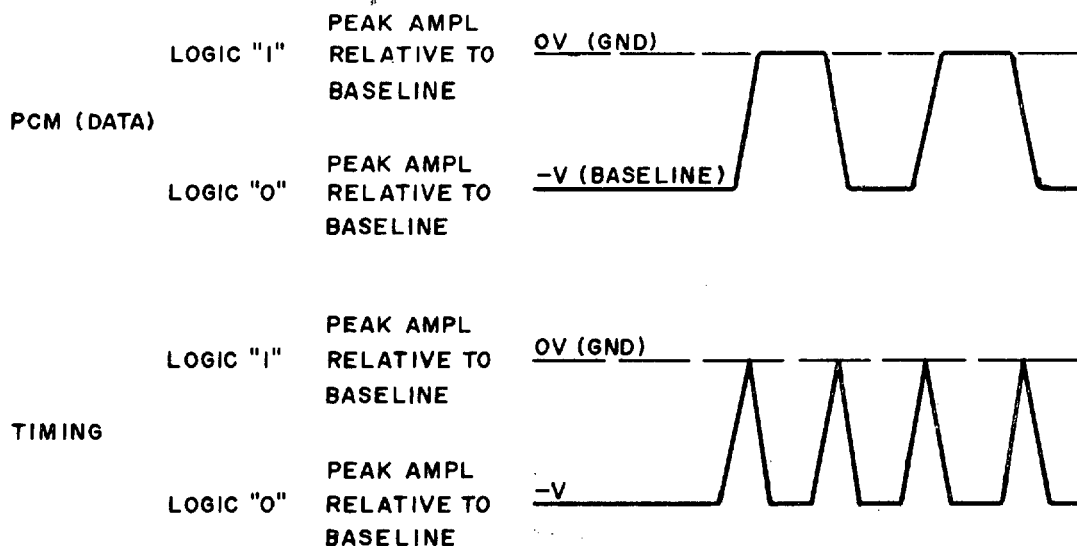 PEAK AMPL
LOGIC "1" RELATIVE TO
BASELINE
0V (GND)
PCM (DATA)
PEAK AMPL
LOGIC "0" RELATIVE TO
BASELINE
-V (BASELINE)
PEAK AMPL
LOGIC "1" RELATIVE TO
BASELINE
0V (GND)
TIMING
PEAK AMPL
LOGIC "0" RELATIVE TO
BASELINE
-V